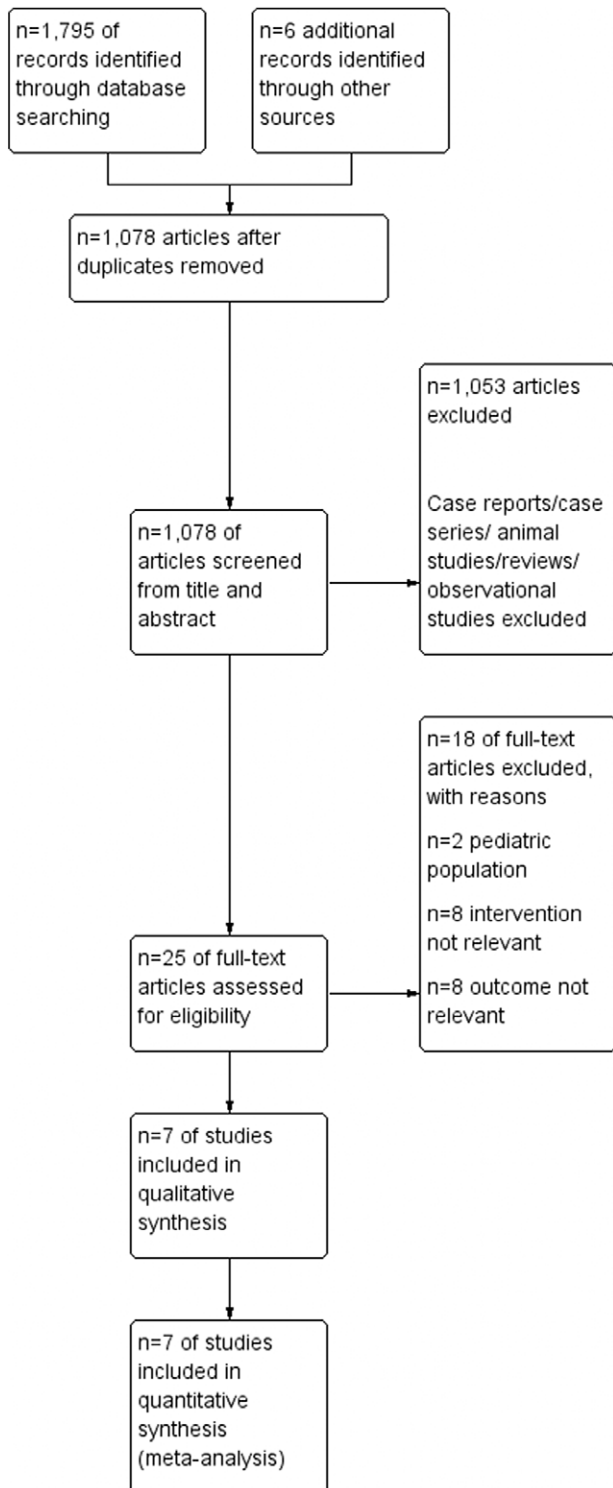 n=1,795 of
records identified
through database
searching
n=6 additional
records identified
through other
sources
n=1,078 articles after
duplicates removed
n=1,053 articles
excluded
Case reports/case
series/ animal
studies/reviews/
observational
studies excluded
n=1,078 of
articles screened
from title and
abstract
n=18 of full-text
articles excluded,
with reasons
n=2 pediatric
population
n=8 intervention
not relevant
n=8 outcome not
relevant
n=25 of full-text
articles assessed
for eligibility
n=7 of studies
included in
qualitative
synthesis
n=7 of studies
included in
quantitative
synthesis
(meta-analysis)